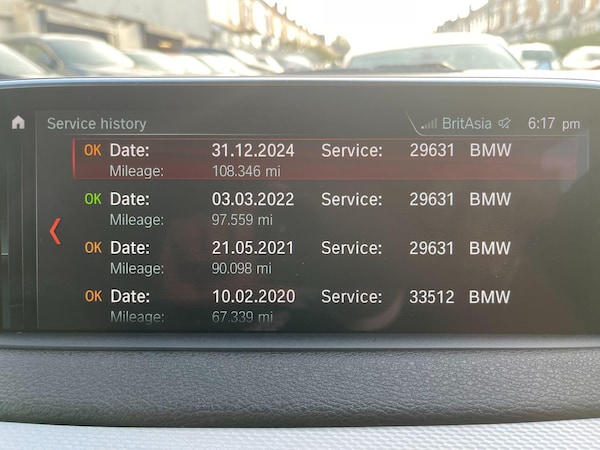 Service history BritAsia 6:17 pm
OK Date: 31.12.2024 Service: 29631 BMW
Mileage: 108.346 mi
OK Date: 03.03.2022 Service: 29631 BMW
Mileage: 97.559 mi
OK Date: 21.05.2021 Service: 29631 BMW
Mileage: 90.098 mi
OK Date: 10.02.2020 Service: 33512 BMW
Mileage: 67.339 mi